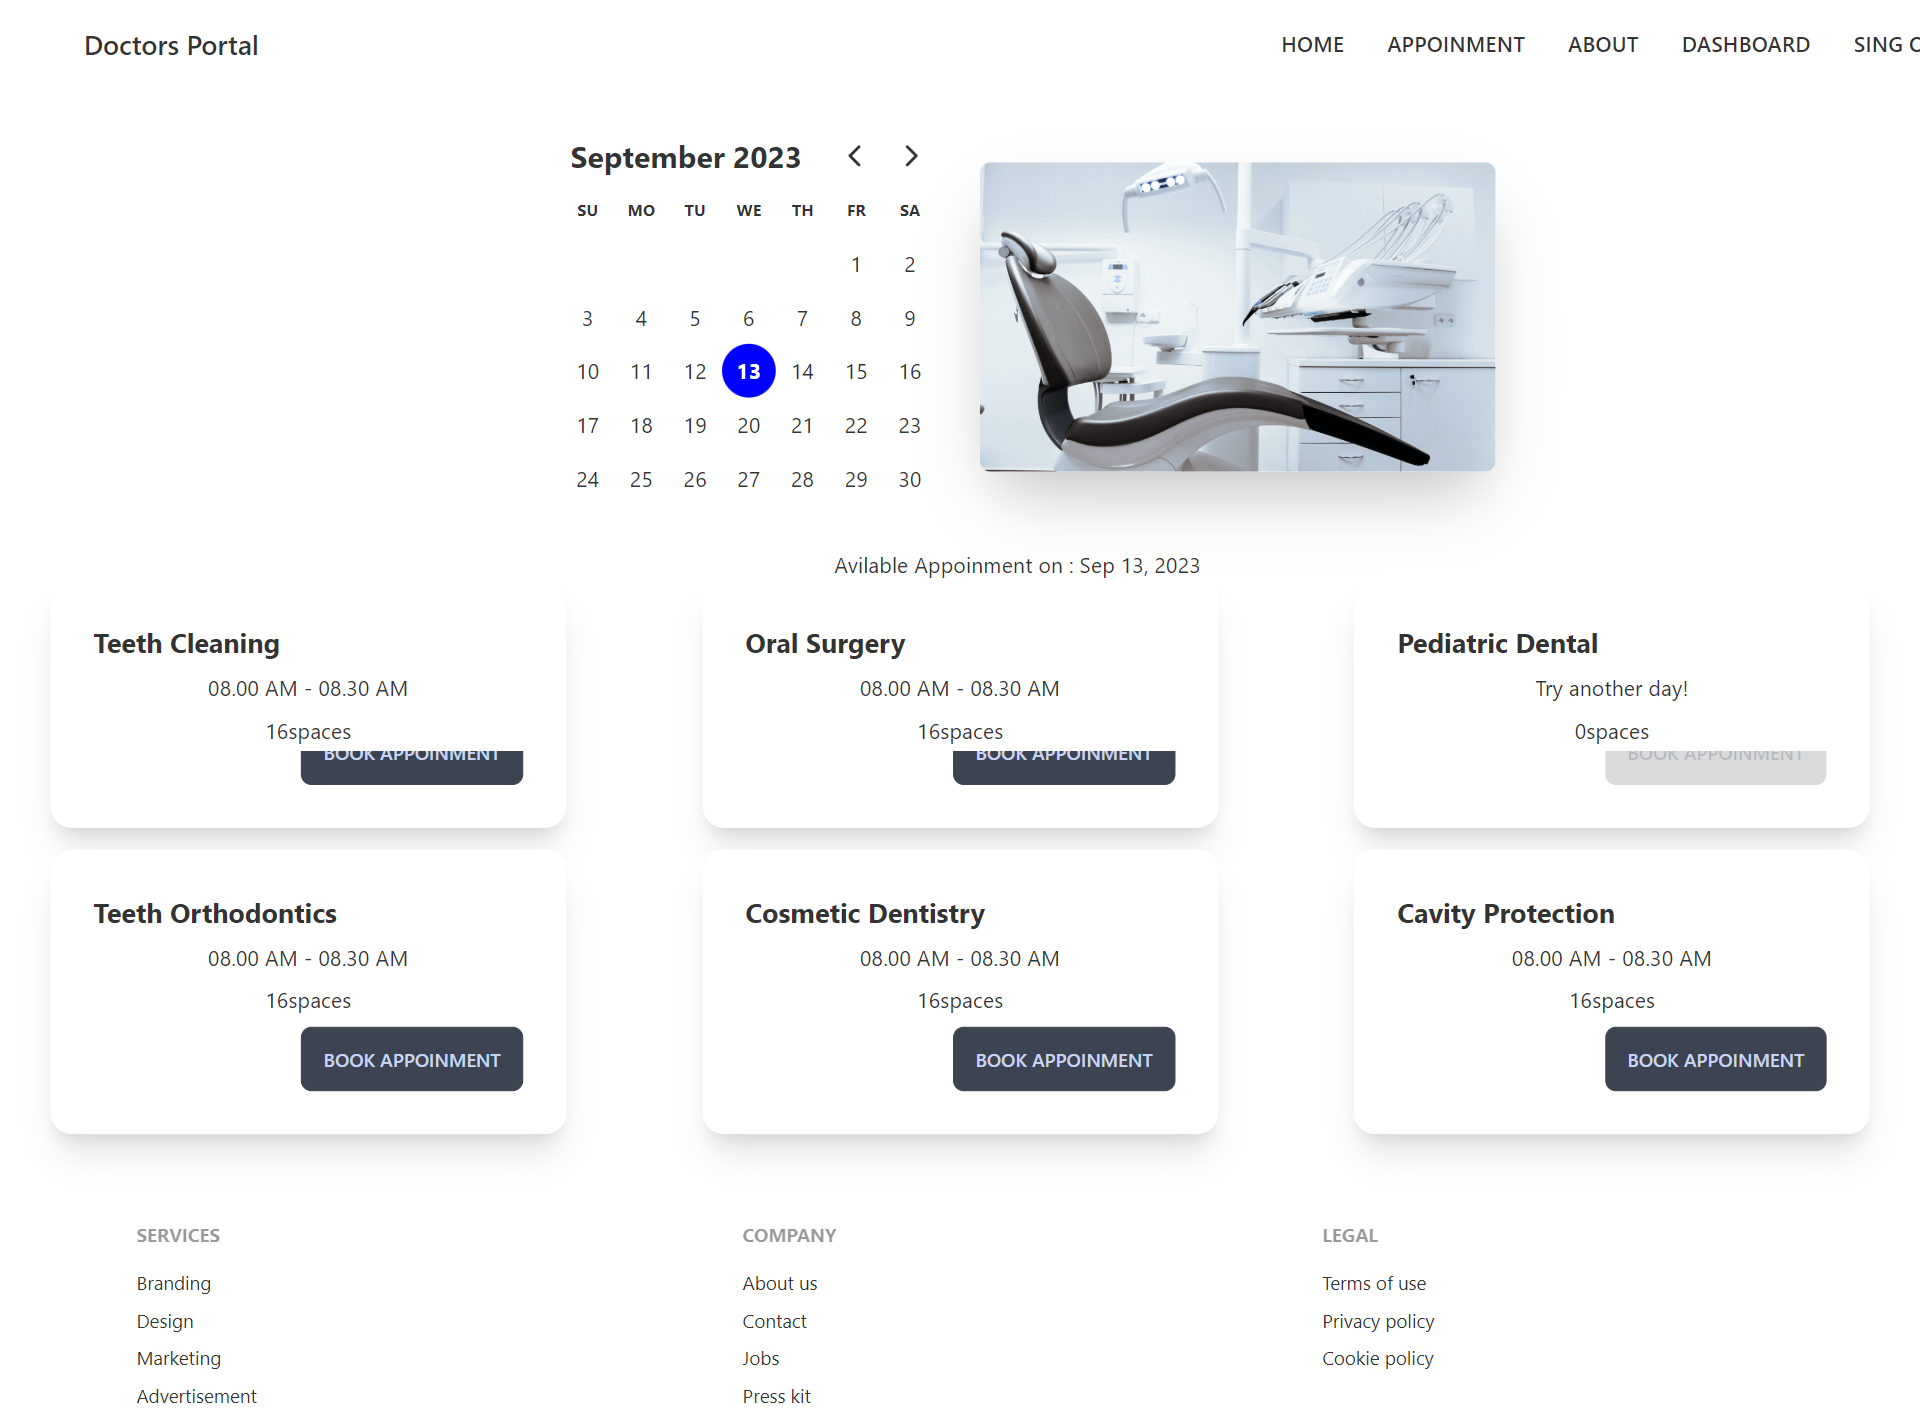 Doctors Portal
HOME APPOINMENT ABOUT DASHBOARD SING
September 2023
SU MO TU WE TH FR SA
1 2
3 4 5 6 7 8 9
10 11 12 13 14 15 16
17 18 19 20 21 22 23
24 25 26 27 28 29 30
Avilable Appoinment on : Sep 13, 2023
Teeth Cleaning
08.00 AM - 08.30 AM
16spaces
BOOK APPOINMENT
Oral Surgery
08.00 AM - 08.30 AM
16spaces
BOOK APPOINMENT
Pediatric Dental
Try another day!
0spaces
BOOK APPOINMENT
Teeth Orthodontics
08.00 AM - 08.30 AM
16spaces
BOOK APPOINMENT
Cosmetic Dentistry
08.00 AM - 08.30 AM
16spaces
BOOK APPOINMENT
Cavity Protection
08.00 AM - 08.30 AM
16spaces
BOOK APPOINMENT
SERVICES
Branding
Design
Marketing
Advertisement
COMPANY
About us
Contact
Jobs
Press kit
LEGAL
Terms of use
Privacy policy
Cookie policy